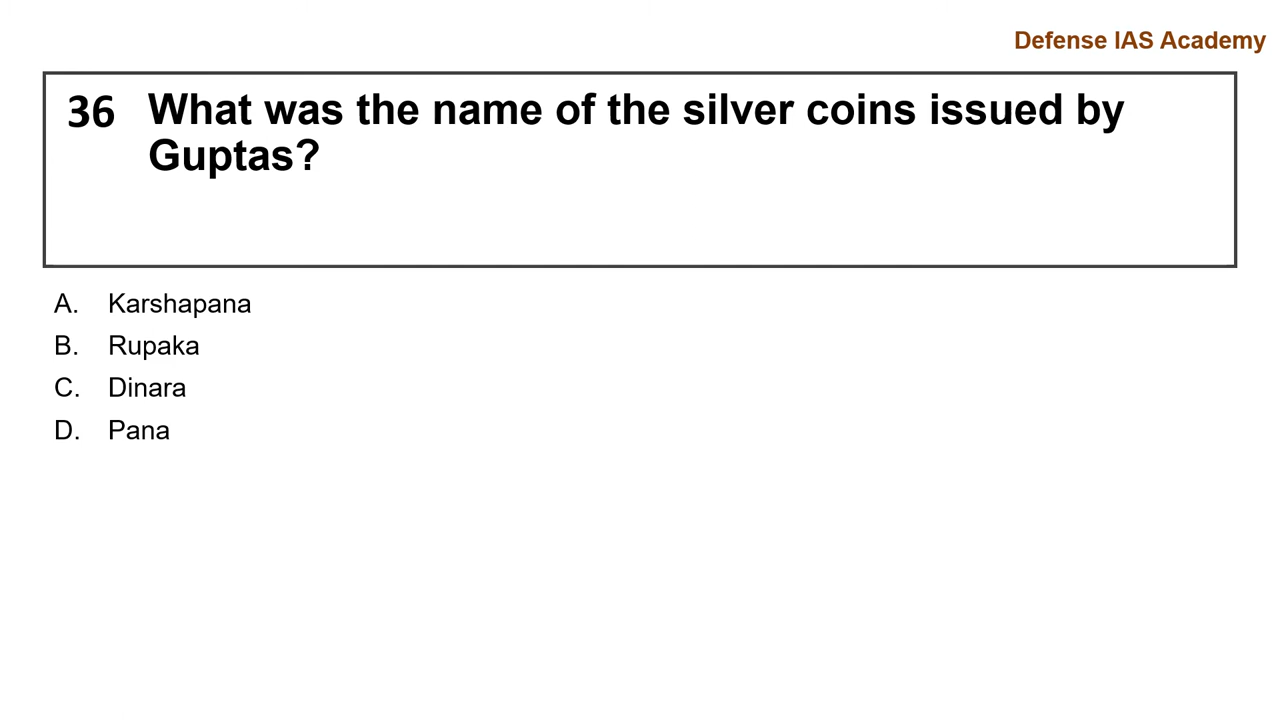 Defense IAS Academy
36 What was the name of the silver coins issued by
Guptas?
A. Karshapana
B. Rupaka
C. Dinara
D. Pana